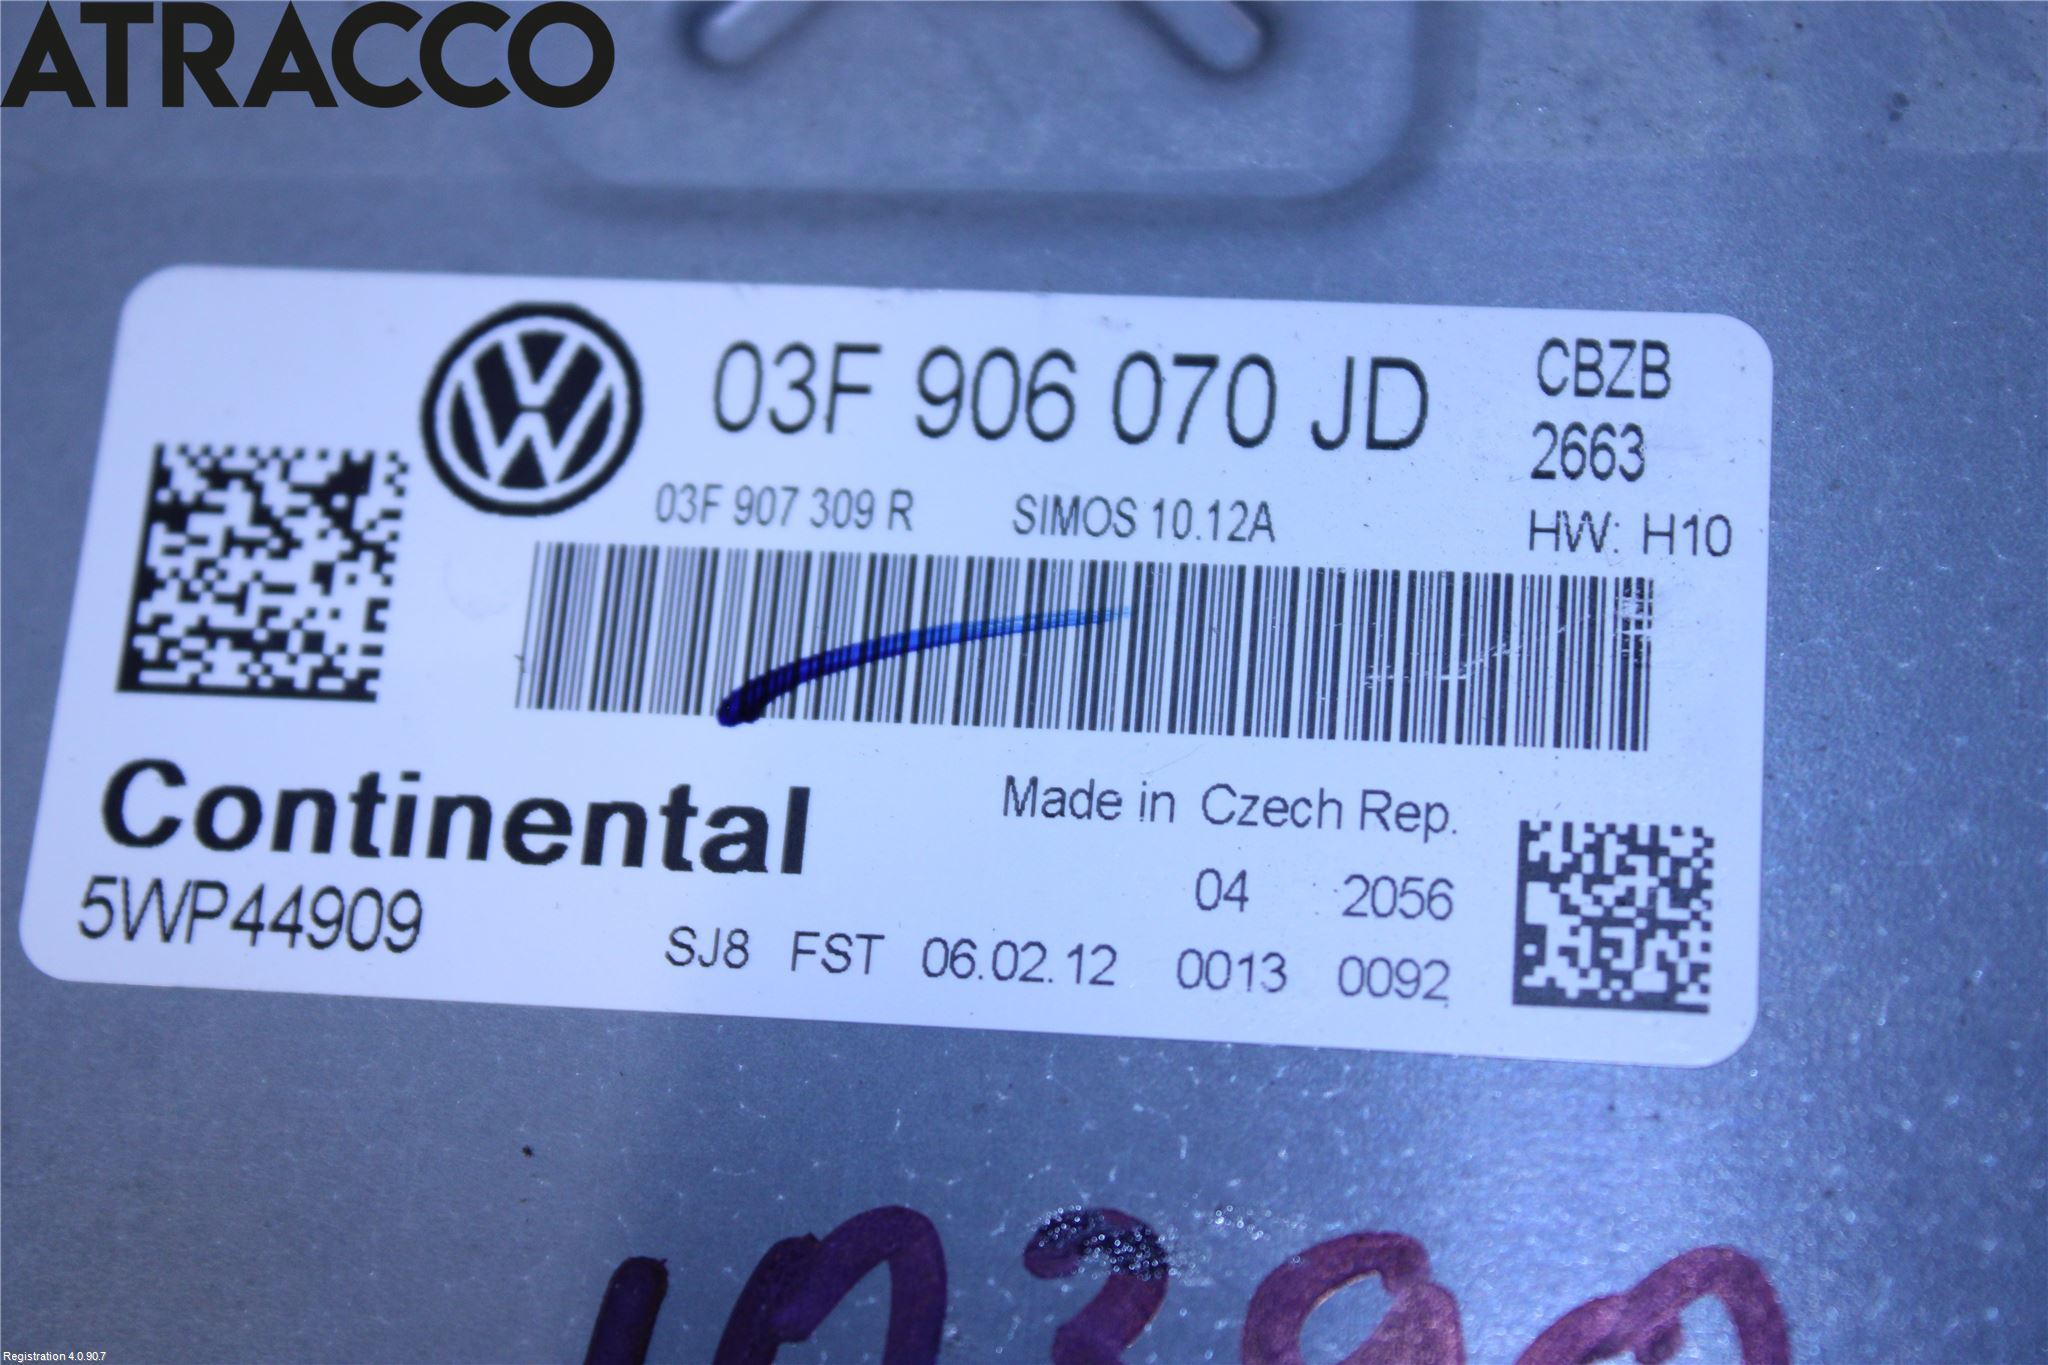 ATRACCO
03F 906 070 JD
CBZB
2663
03F 907 309 R SIMOS 10.12A
HW: H10
Continental
Made in Czech Rep.
5WP44909
04 2056
SJ8 FST 06.02.12 0013 0092
Registration 4.0.90.7